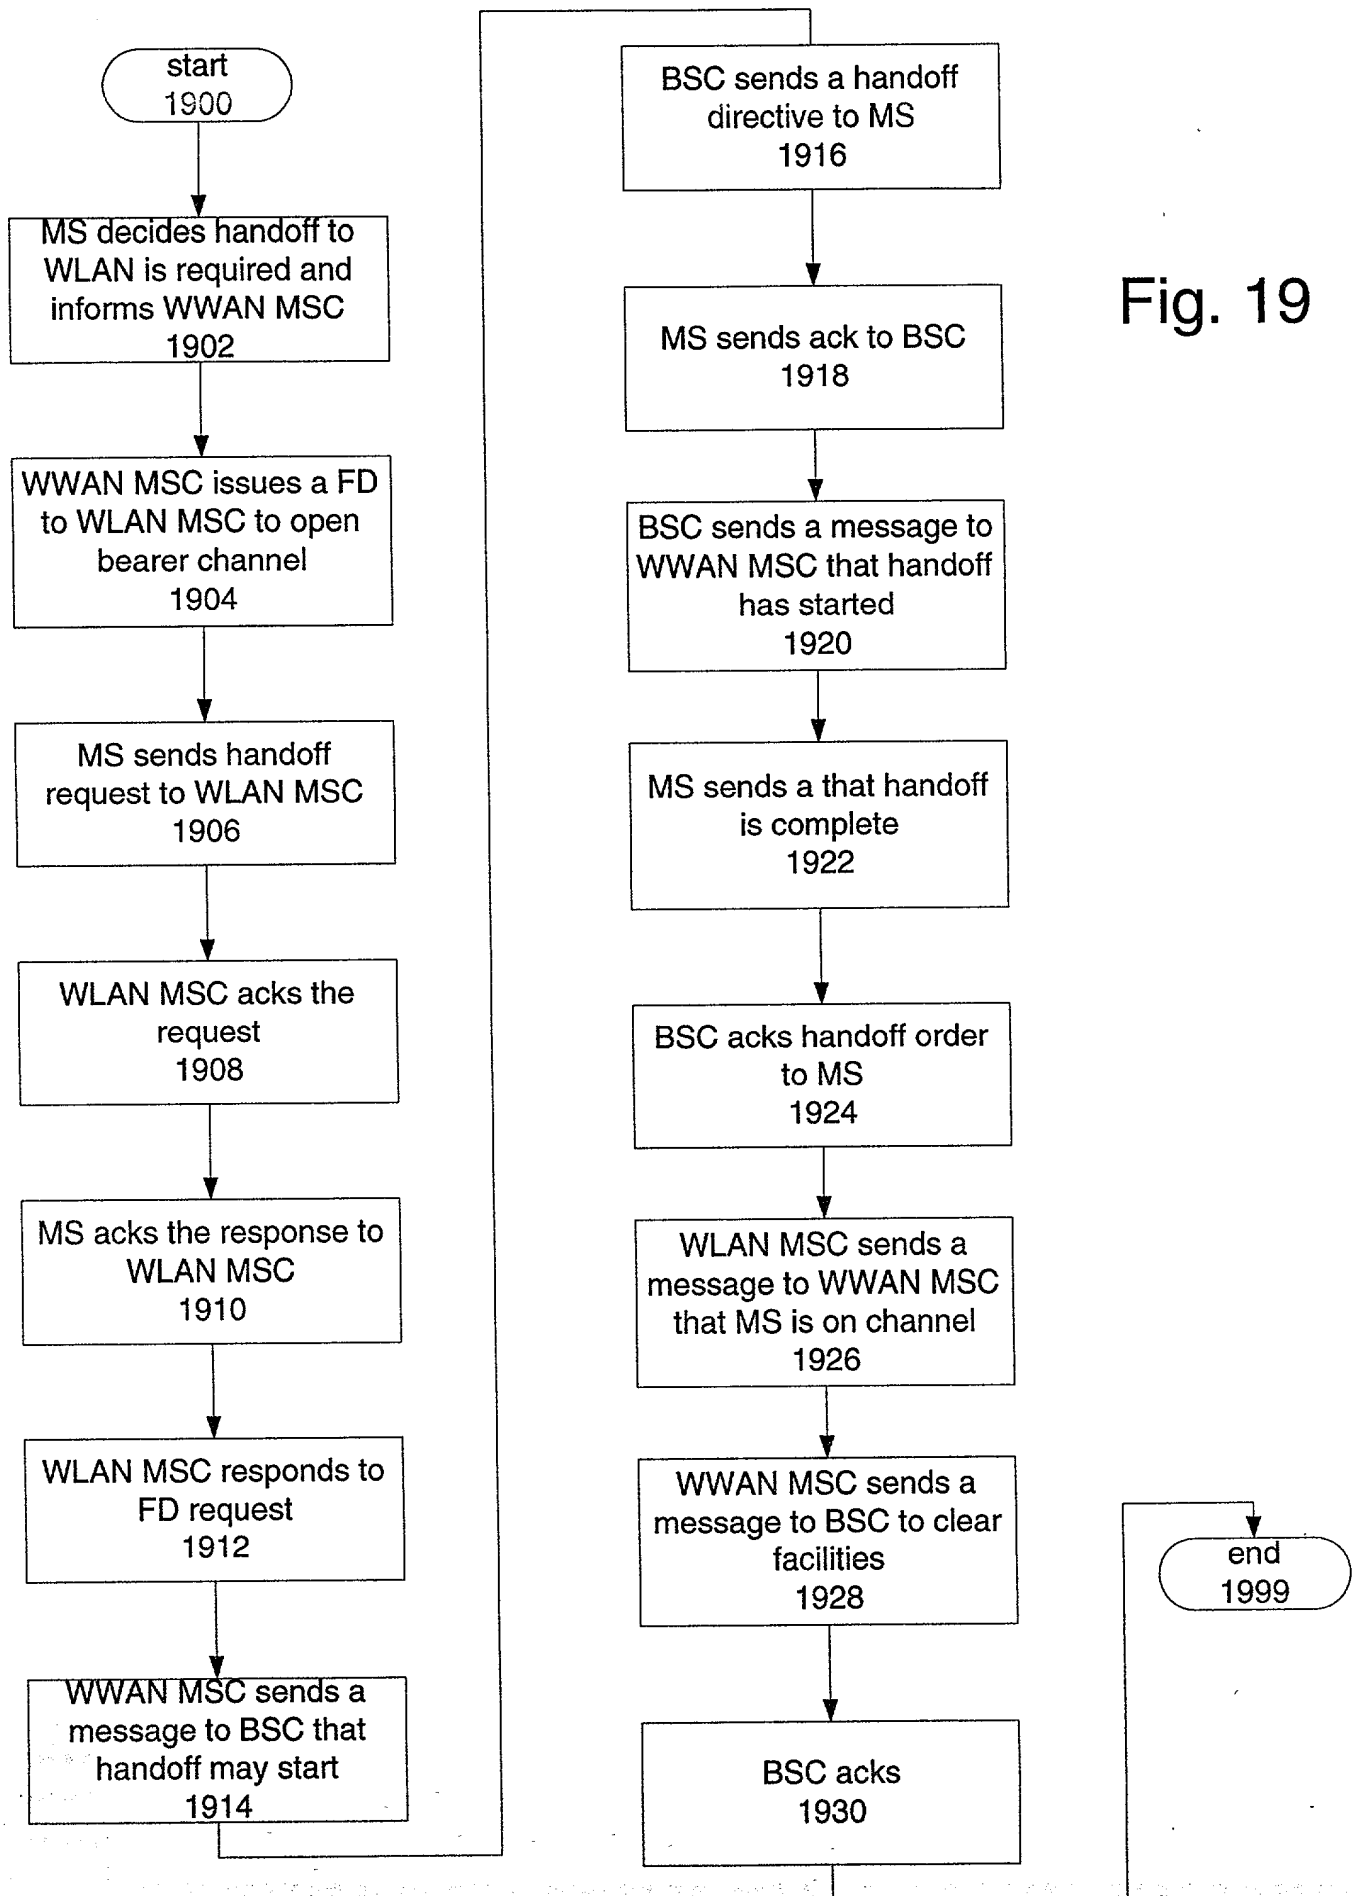 start
1900
MS decides handoff to
WLAN is required and
informs WWAN MSC
1902
WWAN MSC issues a FD
to WLAN MSC to open
bearer channel
1904
MS sends handoff
request to WLAN MSC
1906
WLAN MSC acks the
request
1908
MS acks the response to
WLAN MSC
1910
WLAN MSC responds to
FD request
1912
WWAN MSC sends a
message to BSC that
handoff may start
1914
BSC sends a handoff
directive to MS
1916
MS sends ack to BSC
1918
BSC sends a message to
WWAN MSC that handoff
has started
1920
MS sends a that handoff
is complete
1922
BSC acks handoff order
to MS
1924
WLAN MSC sends a
message to WWAN MSC
that MS is on channel
1926
WWAN MSC sends a
message to BSC to clear
facilities
1928
BSC acks
1930
end
1999
Fig. 19